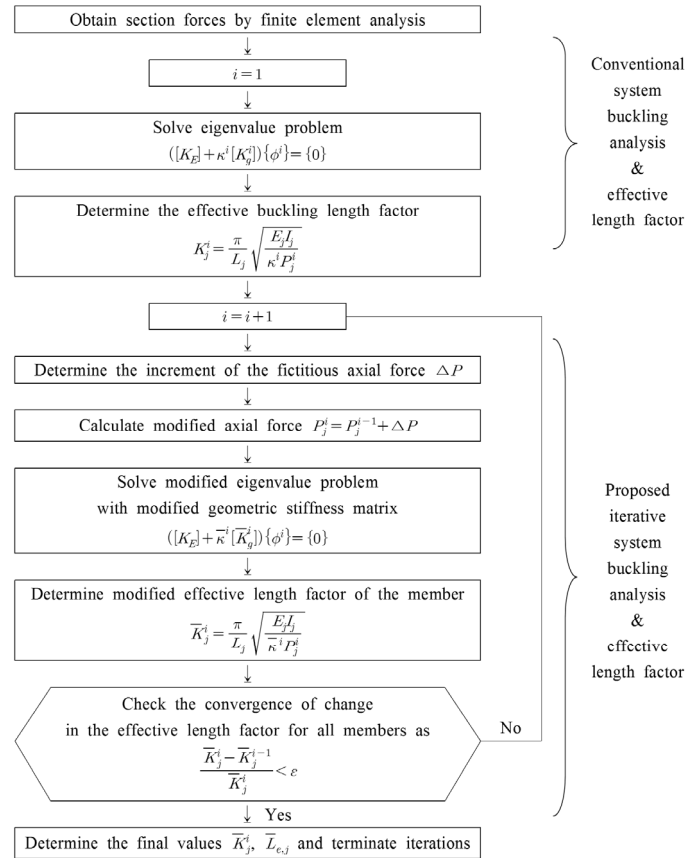 Obtain section forces by finite element analysis
i=1
Solve eigenvalue problem
([K_E]+κ^i[K_g^i]){ϕ^i}={0}
Determine the effective buckling length factor
K_j^i = π/L_j √(E_jI_j/κ^iP_j^i)
i=i+1
Determine the increment of the fictitious axial force ΔP
Calculate modified axial force P_j^i=P_j^{i-1}+ΔP
Solve modified eigenvalue problem
with modified geometric stiffness matrix
([K_E]+κ̅^i[K̅_g^i]){ϕ^i}={0}
Determine modified effective length factor of the member
K̅_j^i = π/L_j √(E_jI_j/κ̅^iP_j^i)
Check the convergence of change
in the effective length factor for all members as
(K̅_j^i-K̅_j^{i-1})/K̅_j^i < ε
No
Yes
Determine the final values K̅_j^i, L̅_{e,j} and terminate iterations
Conventional
system
buckling
analysis
&
effective
length factor
Proposed
iterative
system
buckling
analysis
&
effective
length factor